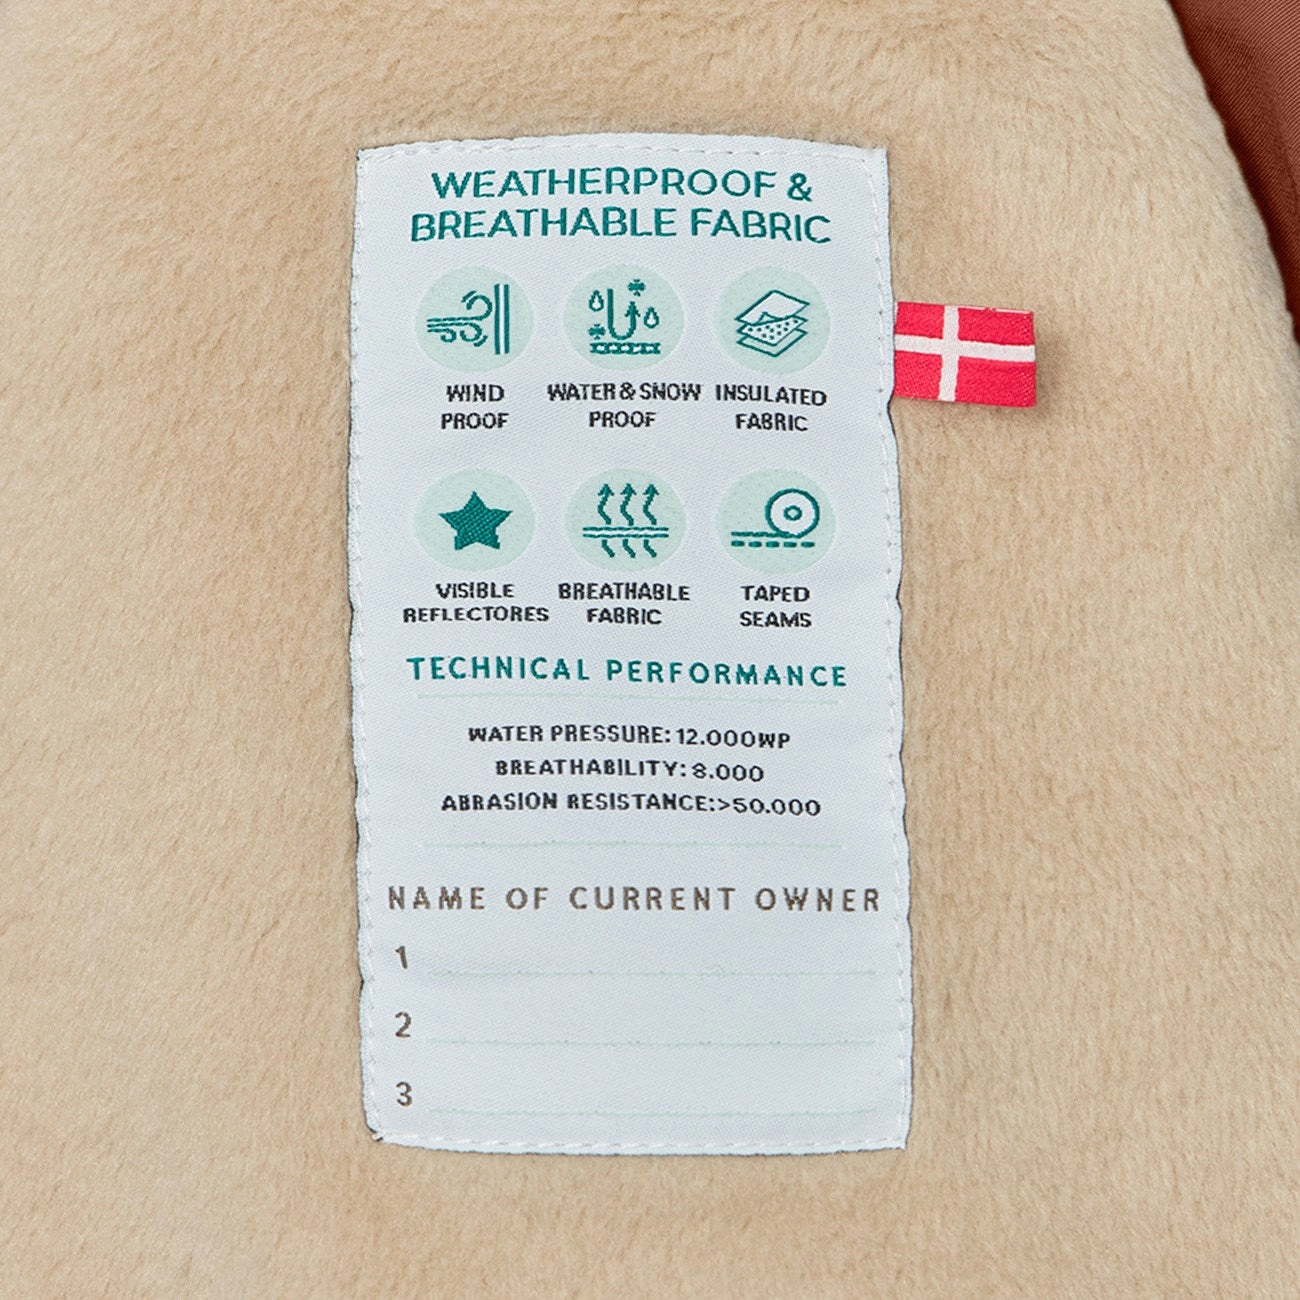 WEATHERPROOF &
BREATHABLE FABRIC
WIND
PROOF
WATER & SNOW
PROOF
INSULATED
FABRIC
VISIBLE
REFLECTORES
BREATHABLE
FABRIC
TAPED
SEAMS
TECHNICAL PERFORMANCE
WATER PRESSURE: 12.000WP
BREATHABILITY: 8.000
ABRASION RESISTANCE:>50.000
NAME OF CURRENT OWNER
1
2
3